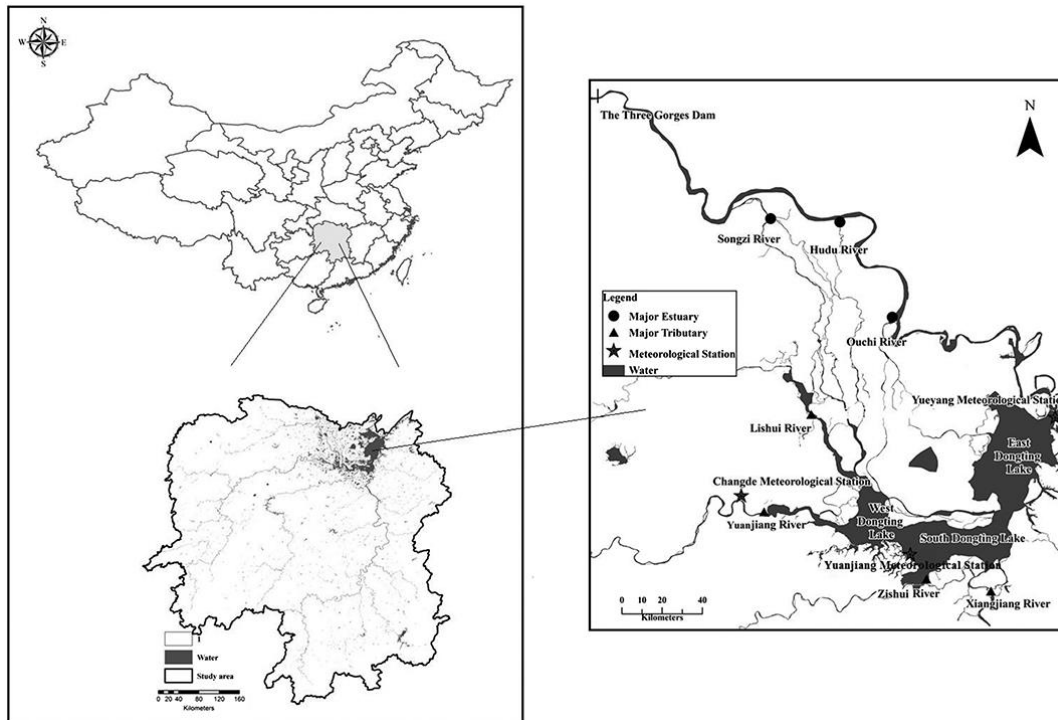 N
W E
S
Water
Study area
0 20 40 80 120 160
Kilometers
N
The Three Gorges Dam
Songzi River
Hudu River
Legend
Major Estuary
Major Tributary
Meteorological Station
Water
Ouchi River
Yueyang Meteorological Stati
Lishui River
East
Dongting
Lake
Changde Meteorological Station
Yuanjiang River
West
Dongting
Lake
South Dongting Lake
Yuanjiang Meteorological Station
Zishui River
Xiangjiang River
0 10 20 40
Kilometers